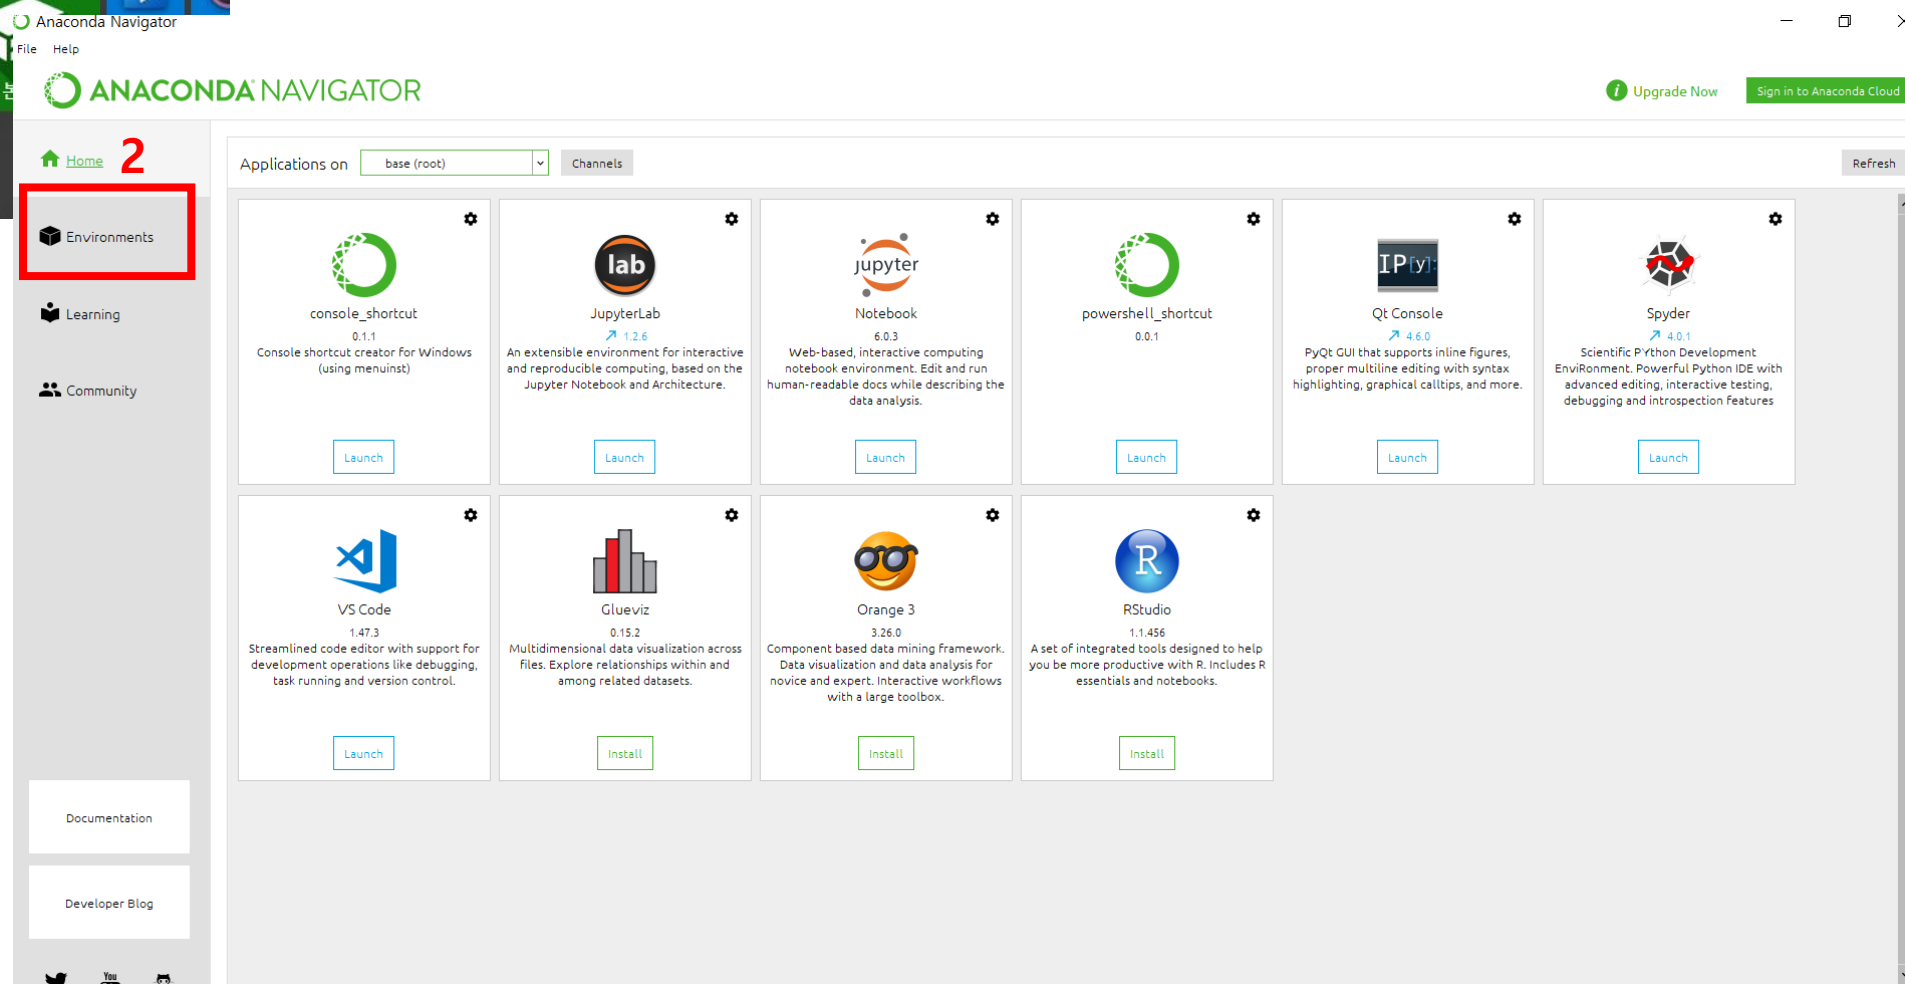 Anaconda Navigator
File Help
ANACONDA NAVIGATOR
Upgrade Now
Sign in to Anaconda Cloud
Home
2
Environments
Learning
Community
Documentation
Developer Blog
You
Applications on base (root) Channels
Refresh
console_shortcut
0.1.1
Console shortcut creator for Windows
(using menuinst)
Launch
lab
JupyterLab
1.2.6
An extensible environment for interactive
and reproducible computing, based on the
Jupyter Notebook and Architecture.
Launch
jupyter
Notebook
6.0.3
Web-based, interactive computing
notebook environment. Edit and run
human-readable docs while describing the
data analysis.
Launch
powershell_shortcut
0.0.1
Launch
IP[y]:
Qt Console
4.6.0
PyQt GUI that supports inline figures,
proper multiline editing with syntax
highlighting, graphical calltips, and more.
Launch
Spyder
4.0.1
Scientific PYthon Development
EnviRonment. Powerful Python IDE with
advanced editing, interactive testing,
debugging and introspection features
Launch
VS Code
1.47.3
Streamlined code editor with support for
development operations like debugging,
task running and version control.
Launch
Glueviz
0.15.2
Multidimensional data visualization across
files. Explore relationships within and
among related datasets.
Install
Orange 3
3.26.0
Component based data mining framework.
Data visualization and data analysis for
novice and expert. Interactive workflows
with a large toolbox.
Install
R
RStudio
1.1.456
A set of integrated tools designed to help
you be more productive with R. Includes R
essentials and notebooks.
Install